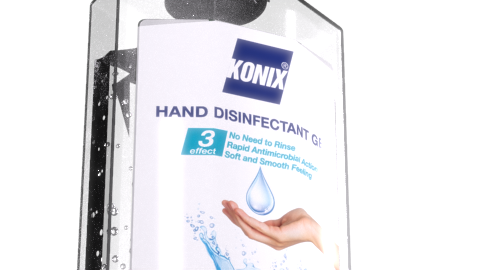 KONIX®
HAND DISINFECTANT
3
effect
No Need to Rinse
Rapid Antimicrobial Action
Soft and Smooth Feeling